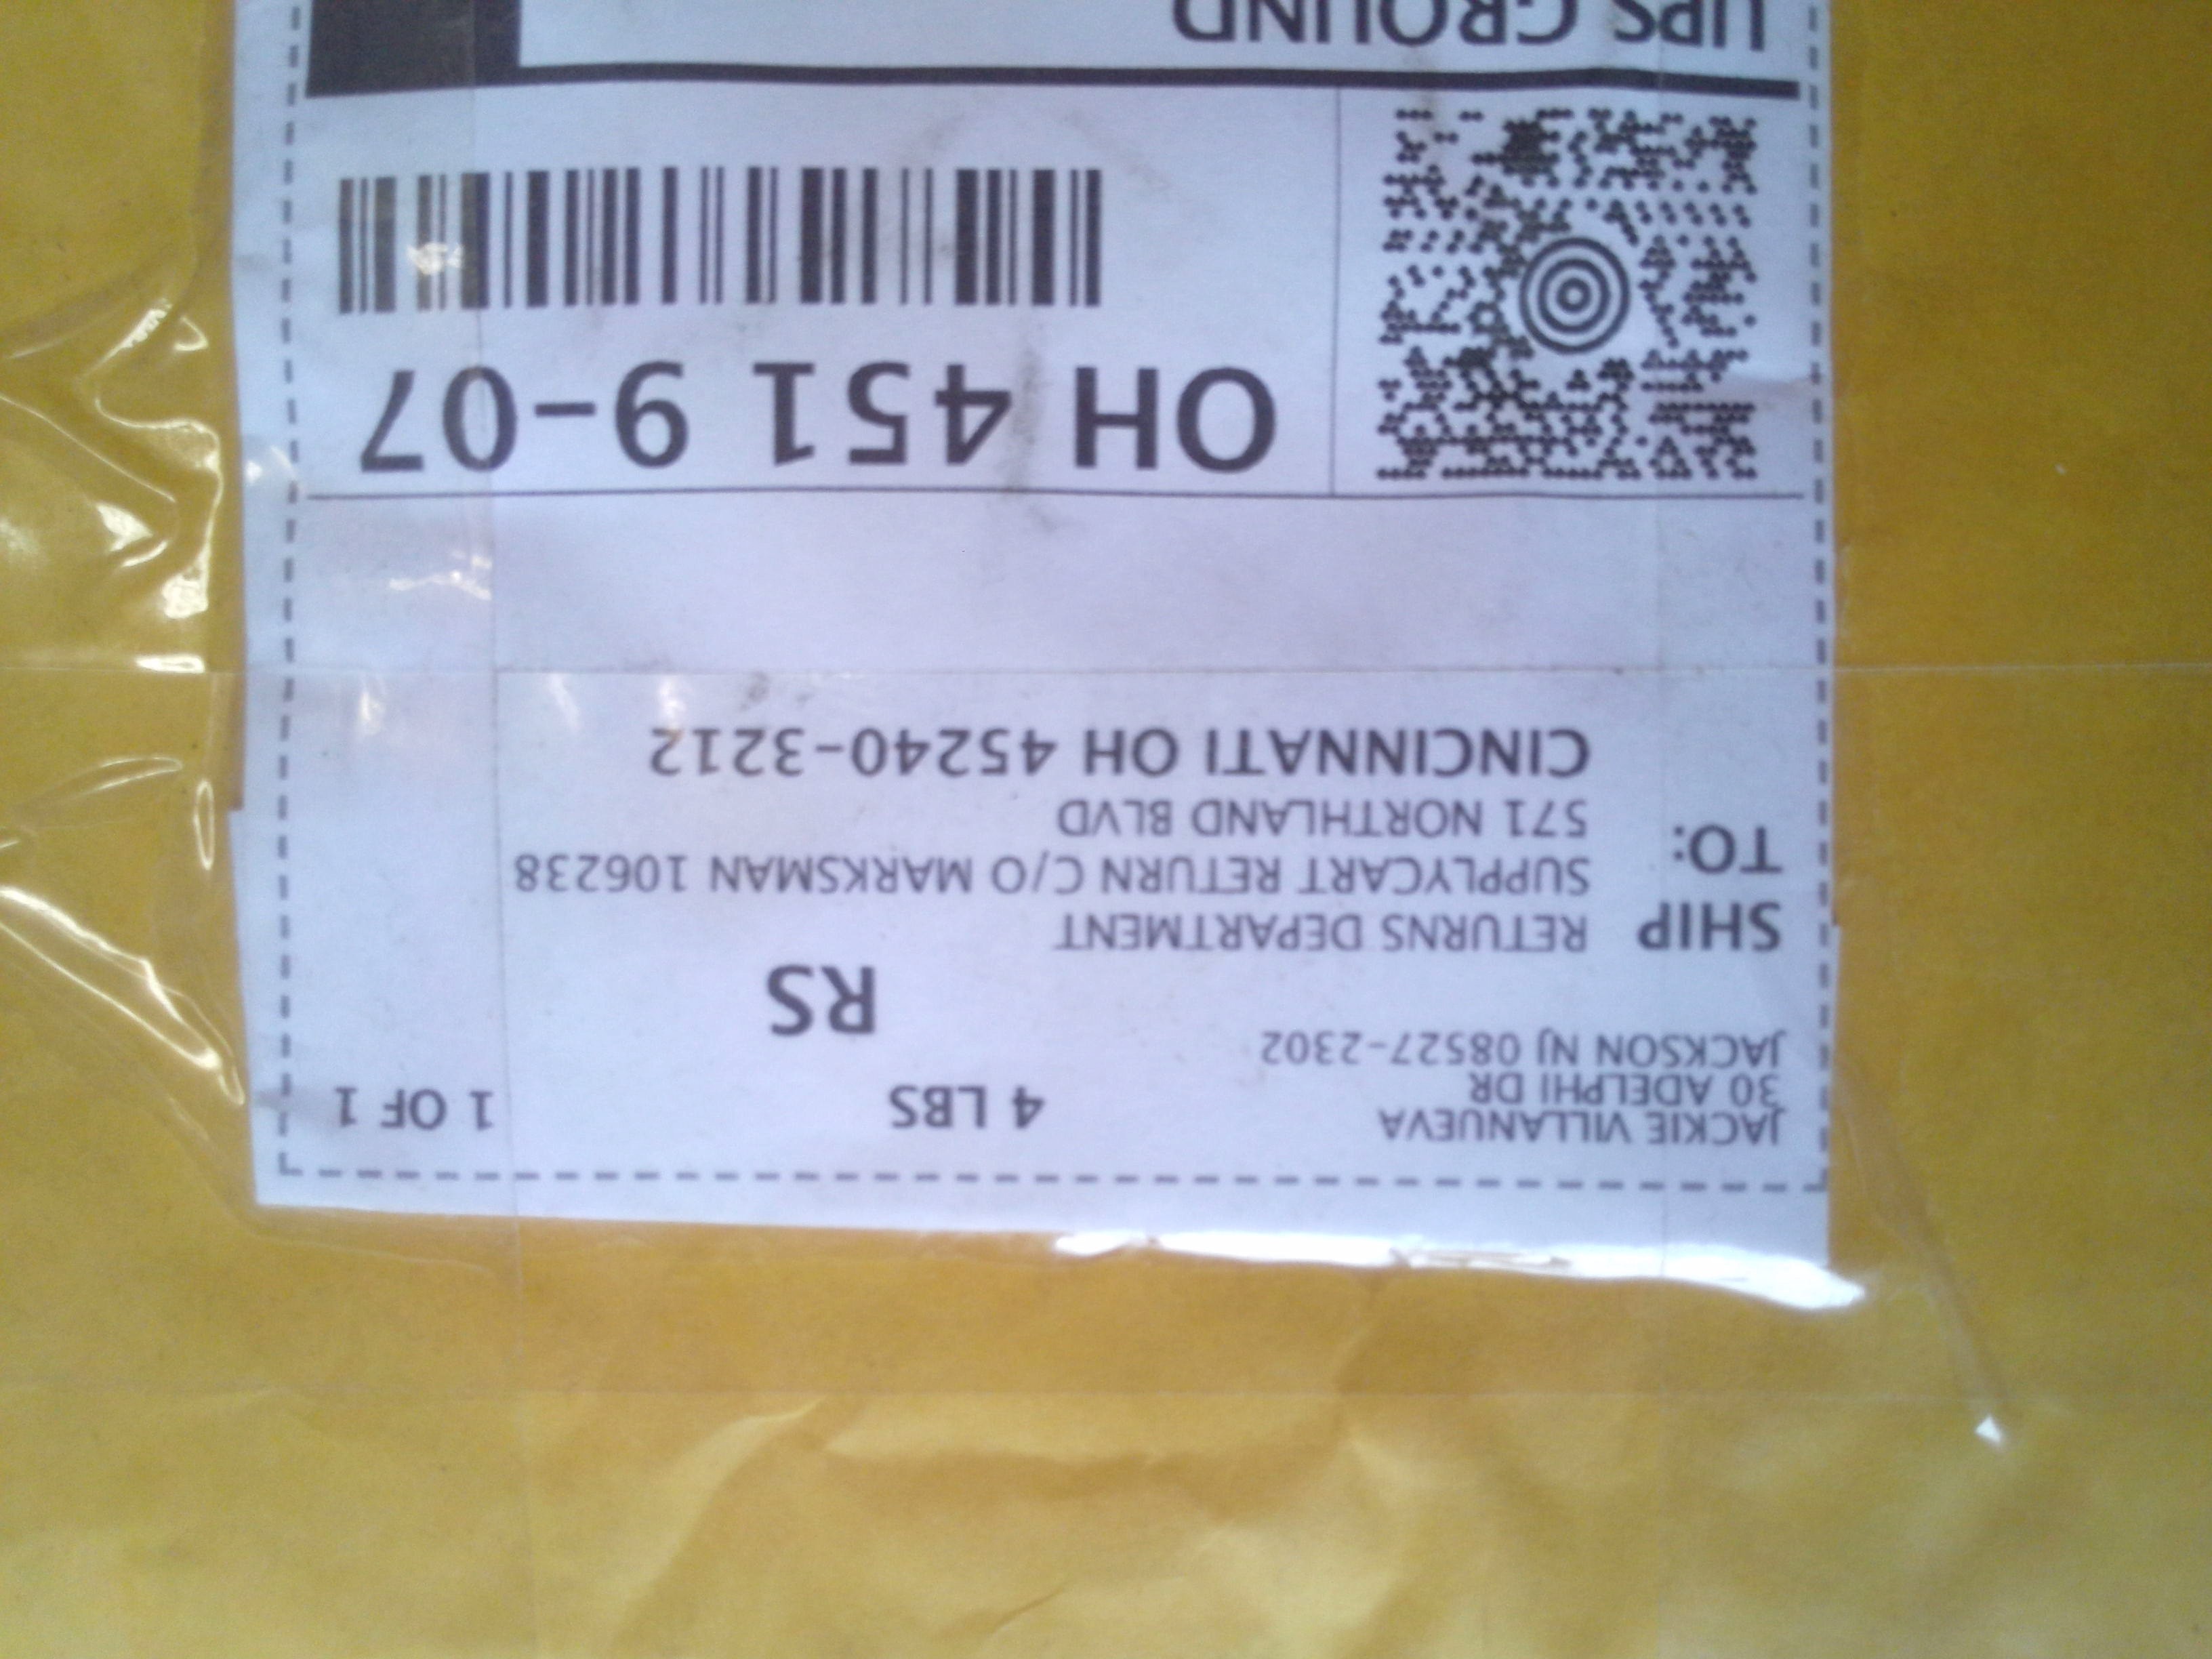 JACKIE VILLANUEVA
30 ADELPHI DR
JACKSON NJ 08527-2302
4 LBS
1 OF 1
RS
SHIP
TO:
RETURNS DEPARTMENT
SUPPLYCART RETURN C/O MARKSMAN 106238
571 NORTHLAND BLVD
CINCINNATI OH 45240-3212
OH 451 9-07
UPS GROUND